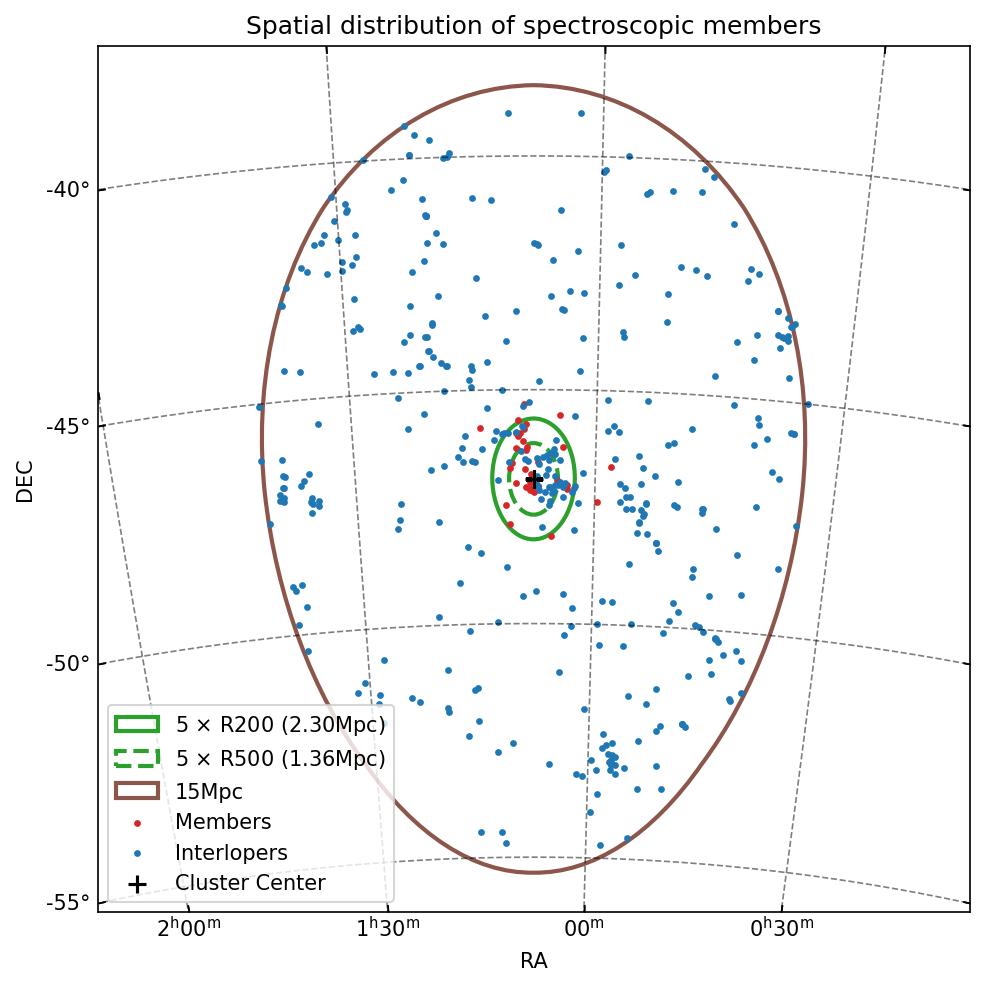 Spatial distribution of spectroscopic members
-40°
-45°
-50°
-55°
DEC
5 × R200 (2.30Mpc)
5 × R500 (1.36Mpc)
15Mpc
Members
Interlopers
Cluster Center
2ʰ00ᵐ 1ʰ30ᵐ 00ᵐ 0ʰ30ᵐ
RA